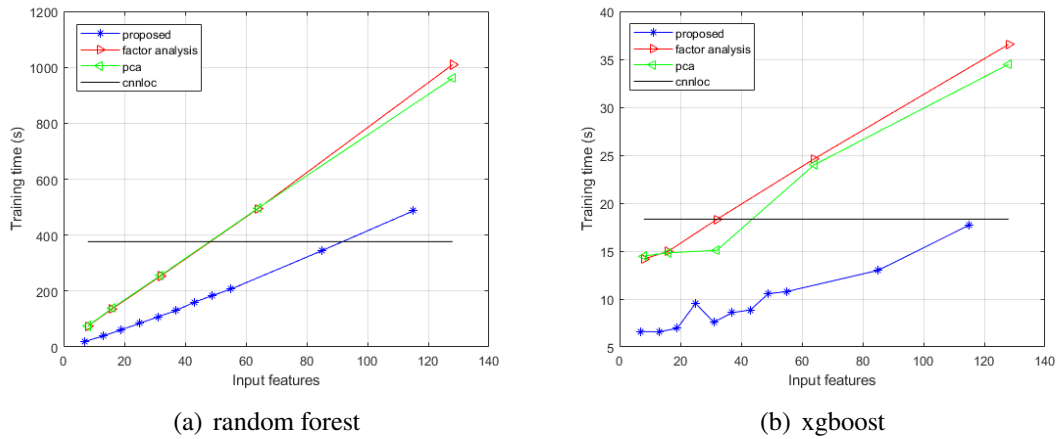 1200
1000
800
600
400
200
0
Training time (s)
proposed
factor analysis
pca
cnnloc
0 20 40 60 80 100 120 140
Input features
(a) random forest
40
35
30
25
20
15
10
5
Training time (s)
proposed
factor analysis
pca
cnnloc
0 20 40 60 80 100 120 140
Input features
(b) xgboost